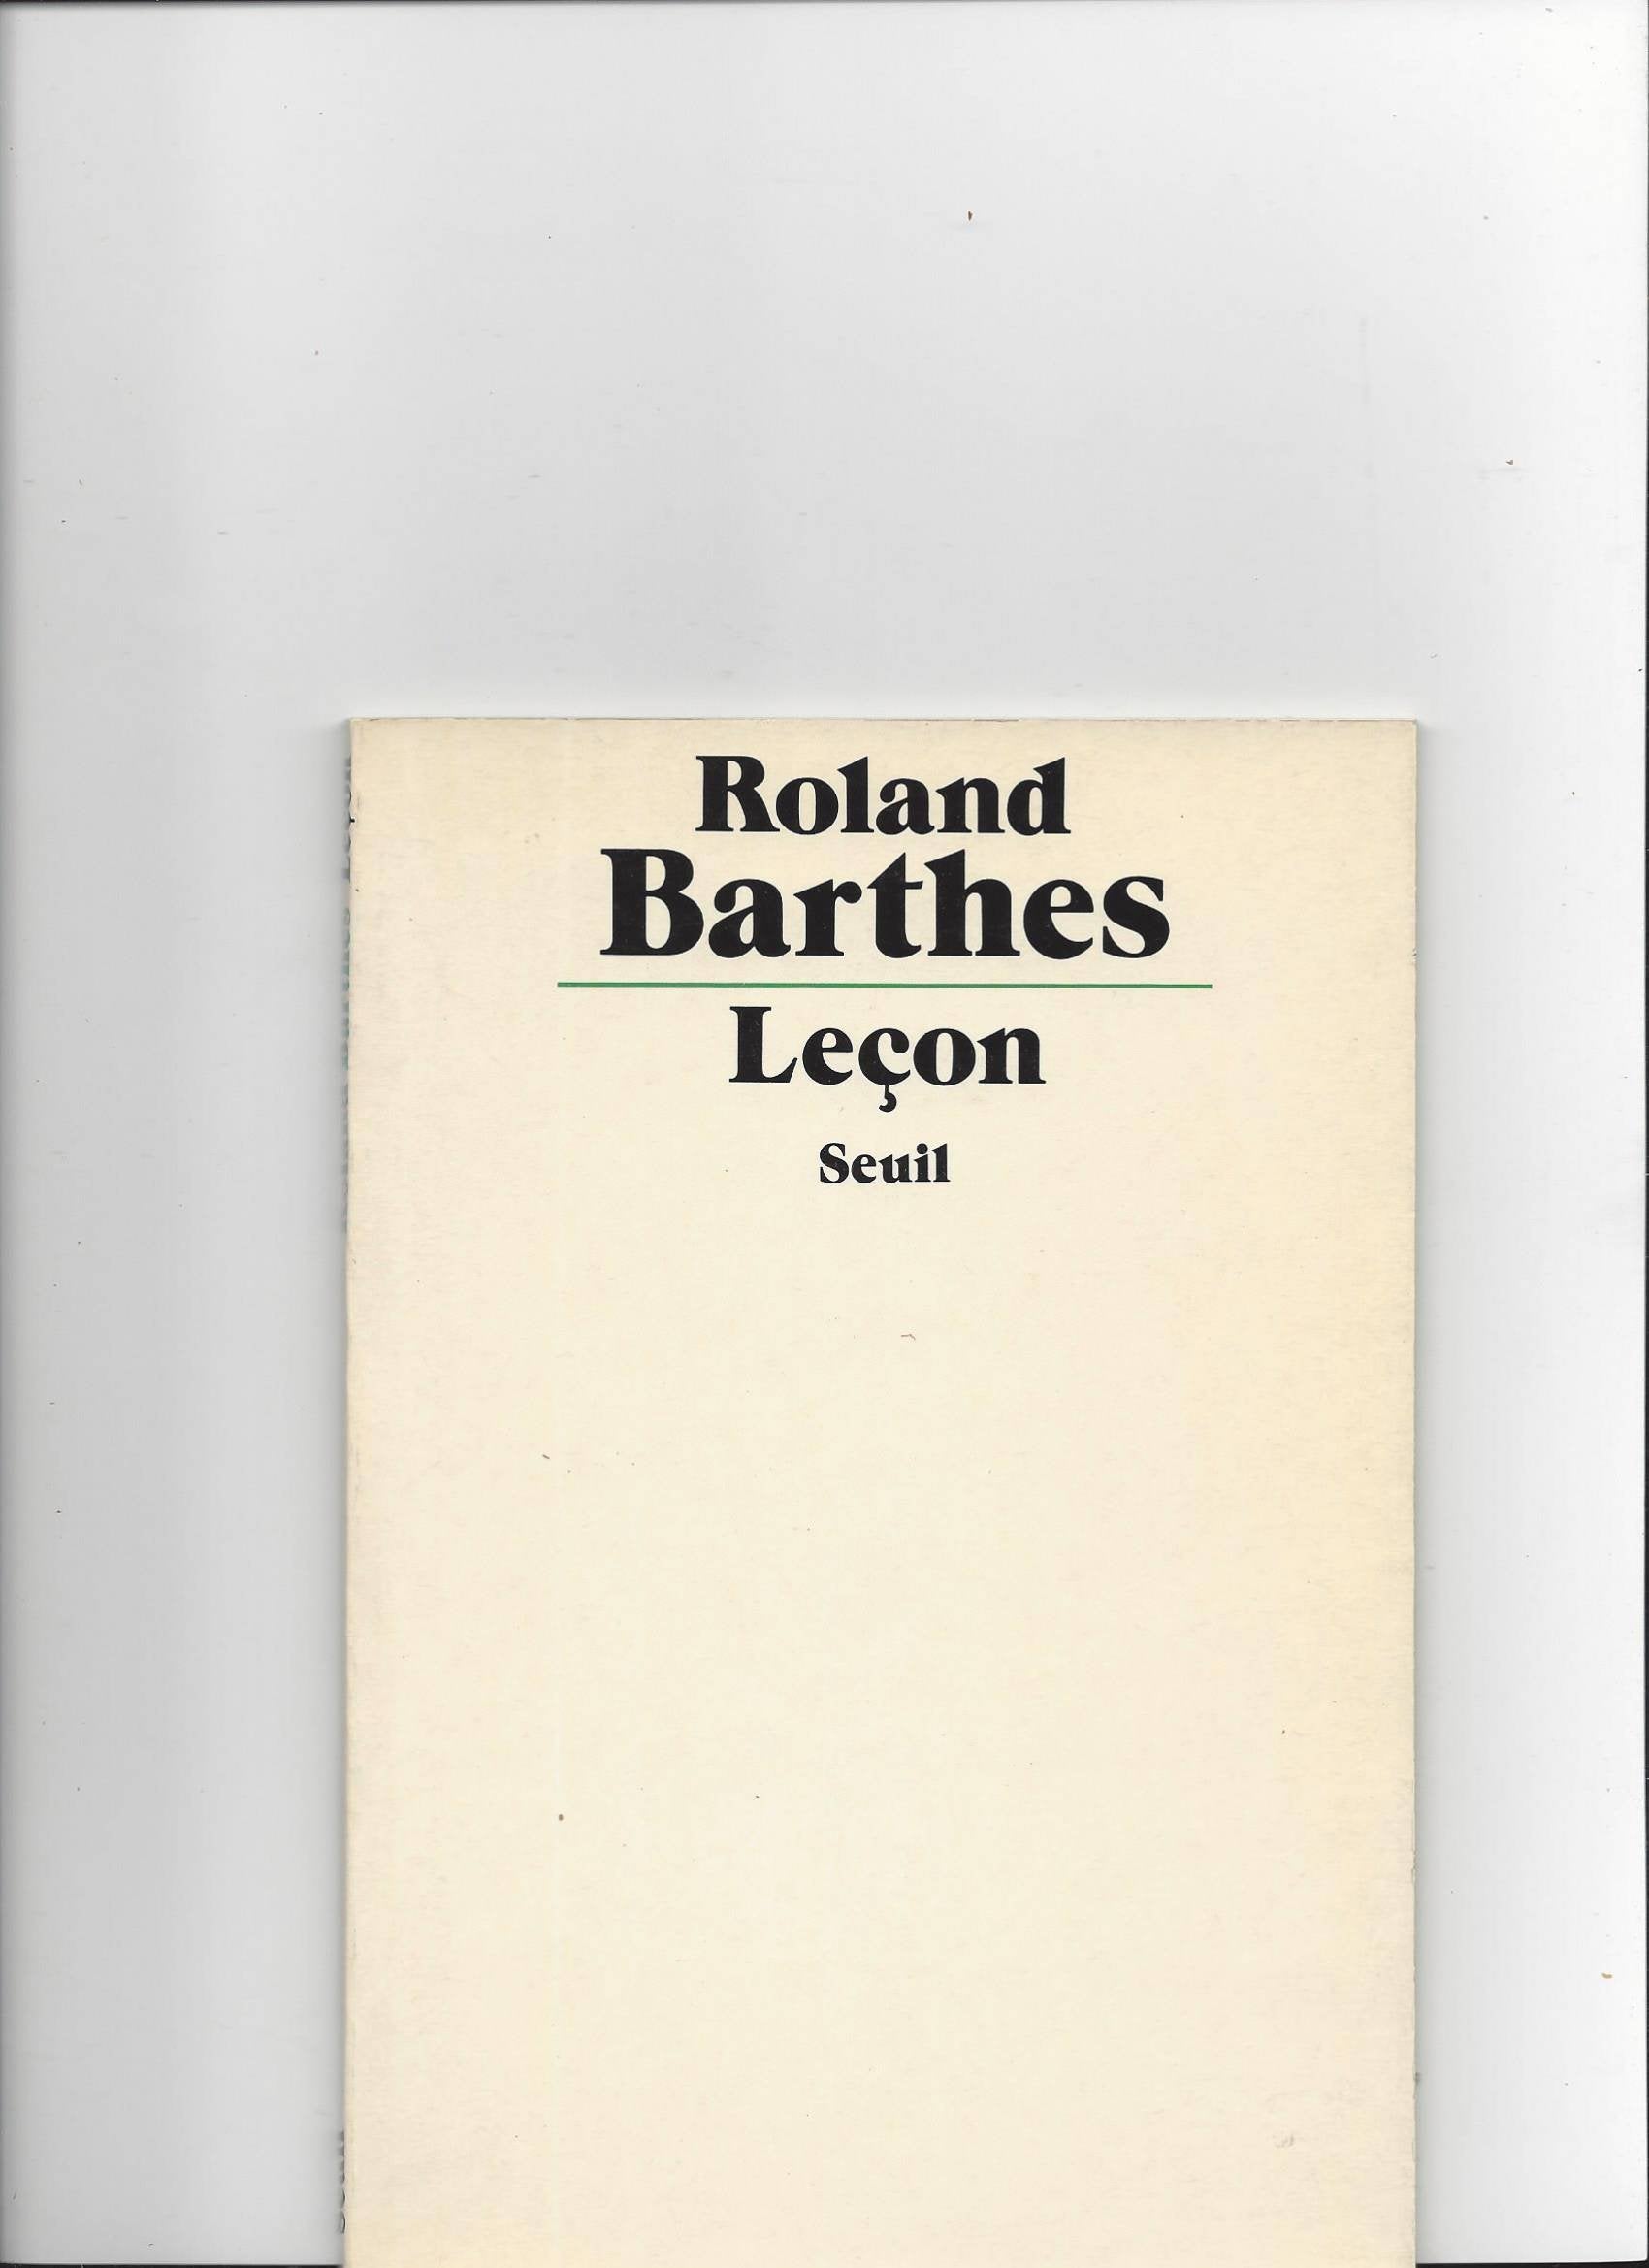 Roland
Barthes
Leçon
Seuil